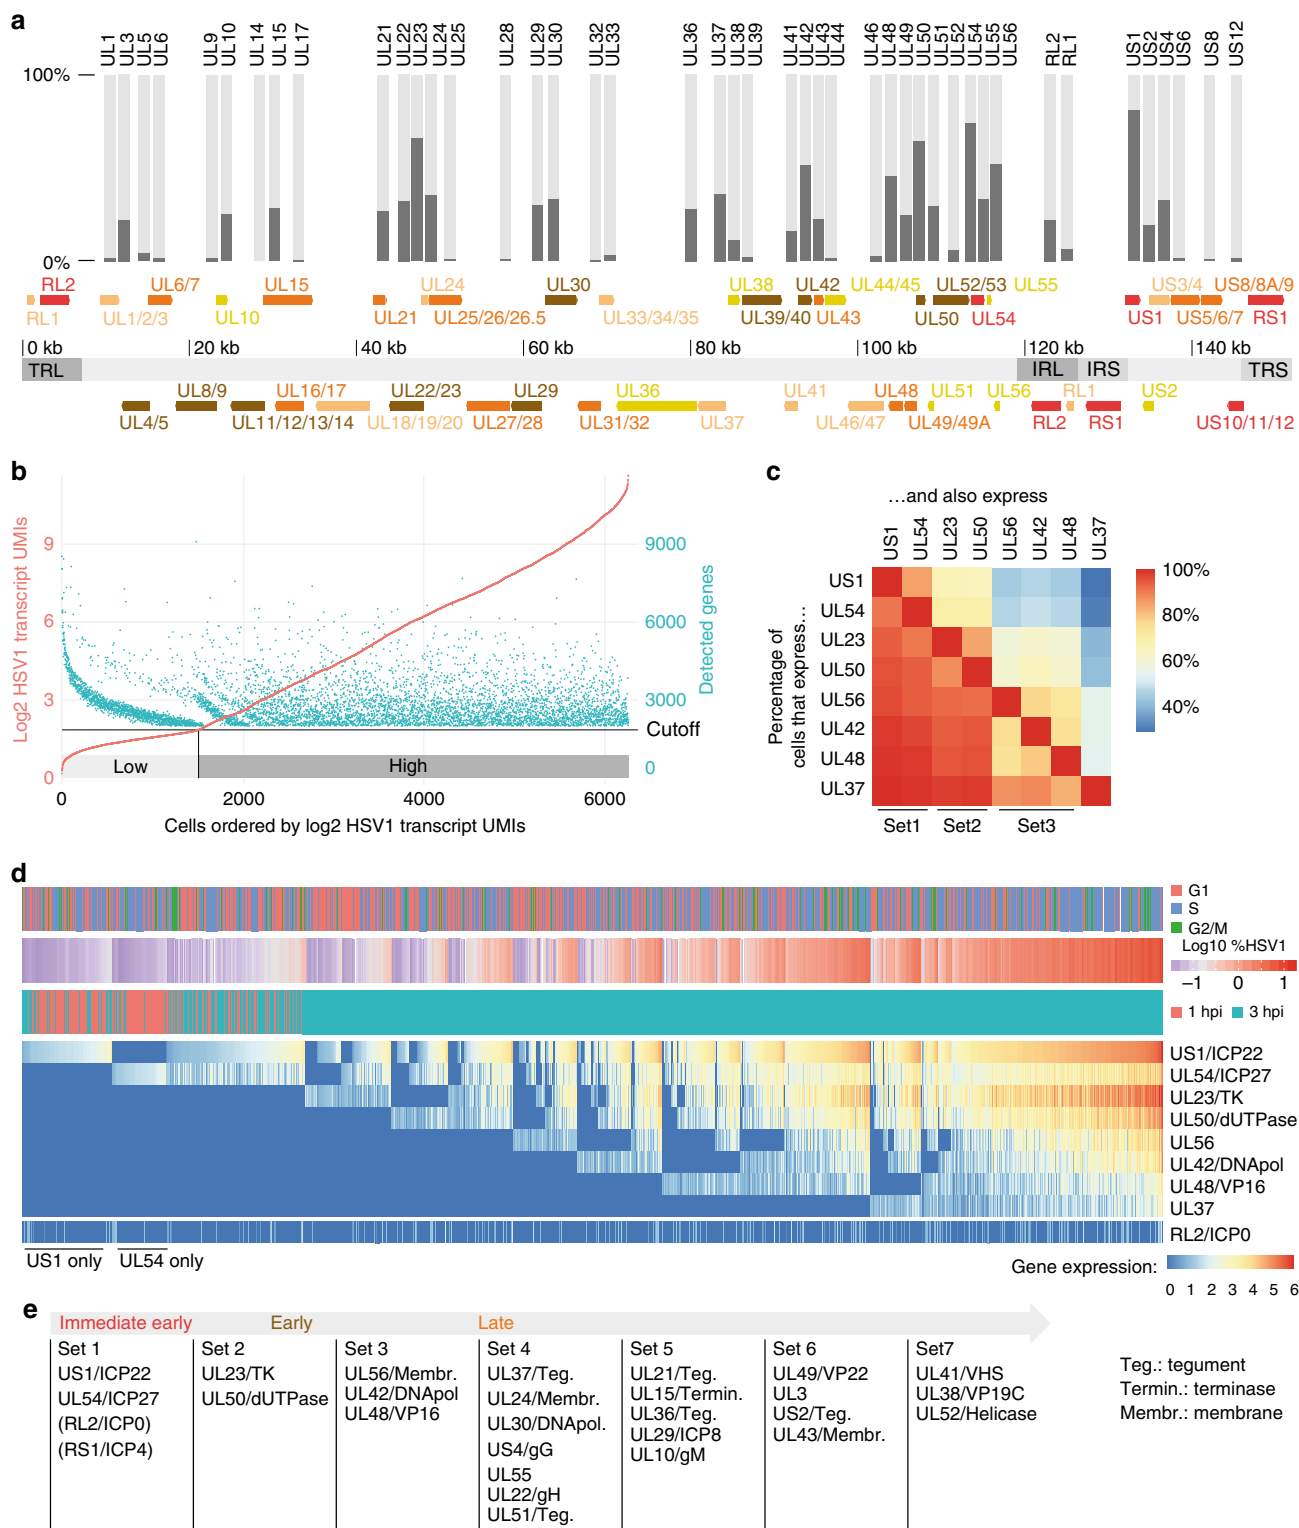 a
UL1 UL3 UL5 UL6 UL9 UL10 UL14 UL15 UL17 UL21 UL22 UL23 UL24 UL25 UL28 UL29 UL30 UL32 UL33 UL36 UL37 UL38 UL39 UL41 UL42 UL43 UL44 UL46 UL48 UL49 UL50 UL51 UL52 UL54 UL55 UL56 RL2 RL1 US1 US2 US4 US6 US8 US12
100%
0%
RL2 UL6/7 UL15 UL24 UL30 UL38 UL42 UL44/45 UL52/53 UL55 US3/4 US8/8A/9
RL1 UL1/2/3 UL10 UL21 UL25/26/26.5 UL33/34/35 UL39/40 UL43 UL50 UL54 US1 US5/6/7 RS1
0 kb 20 kb 40 kb 60 kb 80 kb 100 kb 120 kb 140 kb
TRL IRL IRS TRS
UL8/9 UL16/17 UL22/23 UL29 UL36 UL41 UL48 UL51 UL56 RL1 US2
UL4/5 UL11/12/13/14 UL18/19/20 UL27/28 UL31/32 UL37 UL46/47 UL49/49A RL2 RS1 US10/11/12
b
Log2 HSV1 transcript UMIs
9
6
3
0
9000
6000
3000
0
Detected genes
Cutoff
Low High
0 2000 4000 6000
Cells ordered by log2 HSV1 transcript UMIs
c
…and also express
US1 UL54 UL23 UL50 UL56 UL42 UL48 UL37
Percentage of
cells that express…
US1
UL54
UL23
UL50
UL56
UL42
UL48
UL37
Set1 Set2 Set3
100%
80%
60%
40%
d
G1
S
G2/M
Log10 %HSV1
−1 0 1
1 hpi 3 hpi
US1/ICP22
UL54/ICP27
UL23/TK
UL50/dUTPase
UL56
UL42/DNApol
UL48/VP16
UL37
RL2/ICP0
US1 only UL54 only
Gene expression:
0 1 2 3 4 5 6
e
Immediate early Early Late
Set 1
US1/ICP22
UL54/ICP27
(RL2/ICP0)
(RS1/ICP4)
Set 2
UL23/TK
UL50/dUTPase
Set 3
UL56/Membr.
UL42/DNApol
UL48/VP16
Set 4
UL37/Teg.
UL24/Membr.
UL30/DNApol.
US4/gG
UL55
UL22/gH
UL51/Teg.
Set 5
UL21/Teg.
UL15/Termin.
UL36/Teg.
UL29/ICP8
UL10/gM
Set 6
UL49/VP22
UL3
US2/Teg.
UL43/Membr.
Set7
UL41/VHS
UL38/VP19C
UL52/Helicase
Teg.: tegument
Termin.: terminase
Membr.: membrane